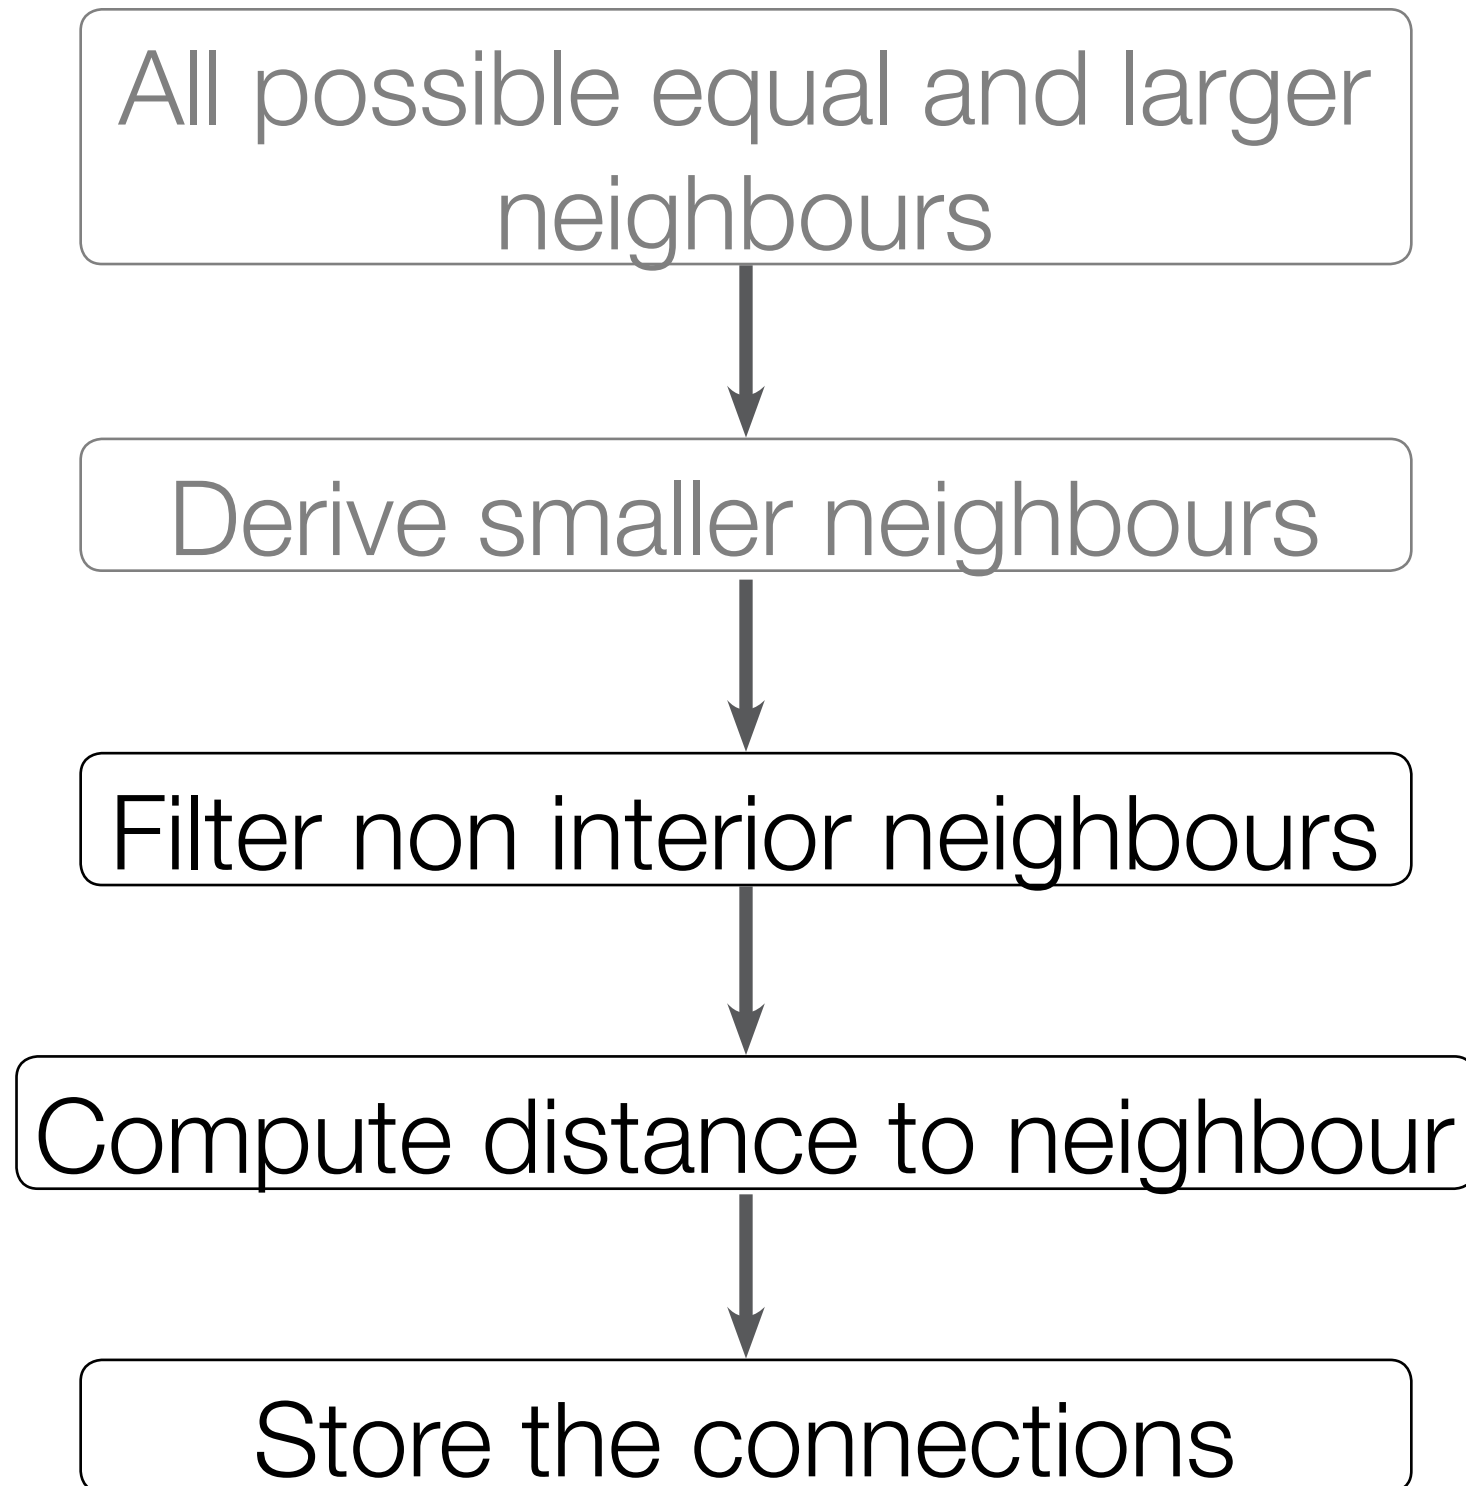 All possible equal and larger
neighbours
Derive smaller neighbours
Filter non interior neighbours
Compute distance to neighbour
Store the connections